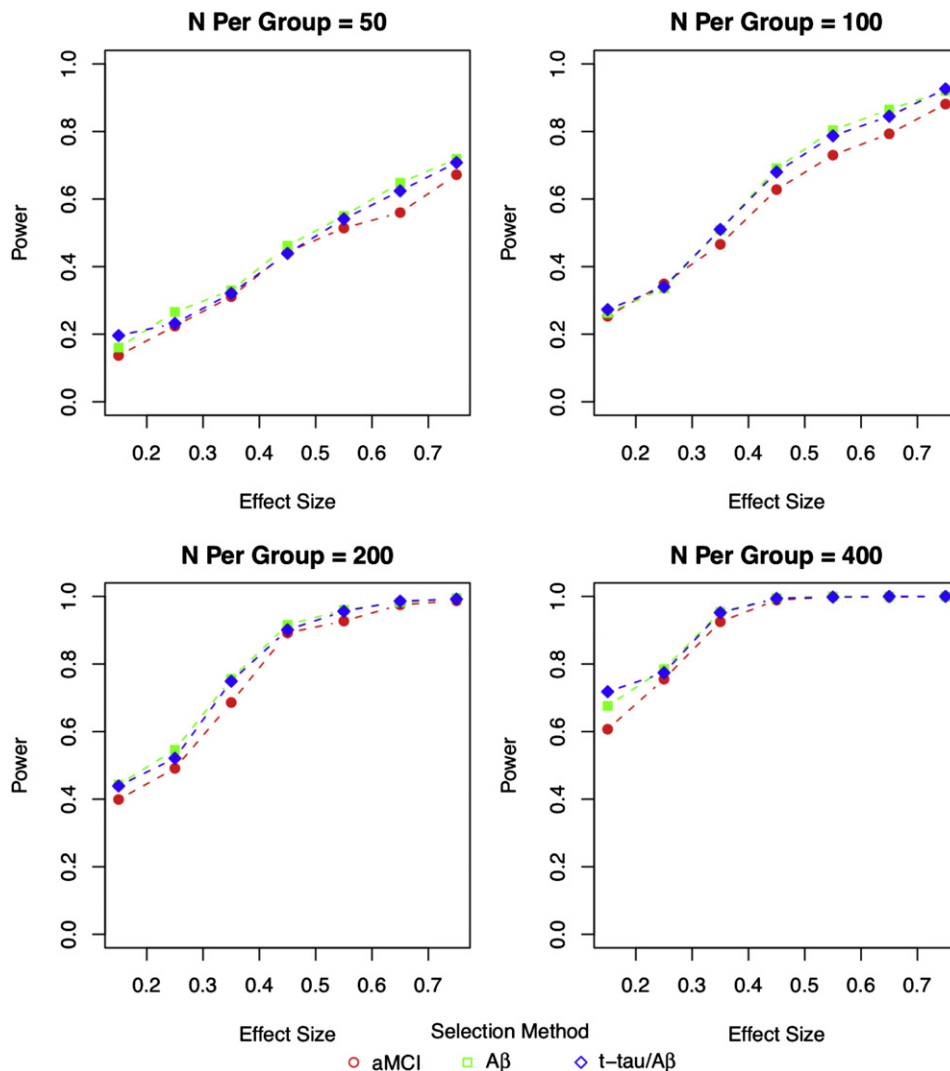 N Per Group = 50
1.0
0.8
0.6
0.4
0.2
0.0
Power
0.2 0.3 0.4 0.5 0.6 0.7
Effect Size
N Per Group = 100
1.0
0.8
0.6
0.4
0.2
0.0
Power
0.2 0.3 0.4 0.5 0.6 0.7
Effect Size
N Per Group = 200
1.0
0.8
0.6
0.4
0.2
0.0
Power
0.2 0.3 0.4 0.5 0.6 0.7
Effect Size
N Per Group = 400
1.0
0.8
0.6
0.4
0.2
0.0
Power
0.2 0.3 0.4 0.5 0.6 0.7
Effect Size
Selection Method
aMCI Aβ t-tau/Aβ